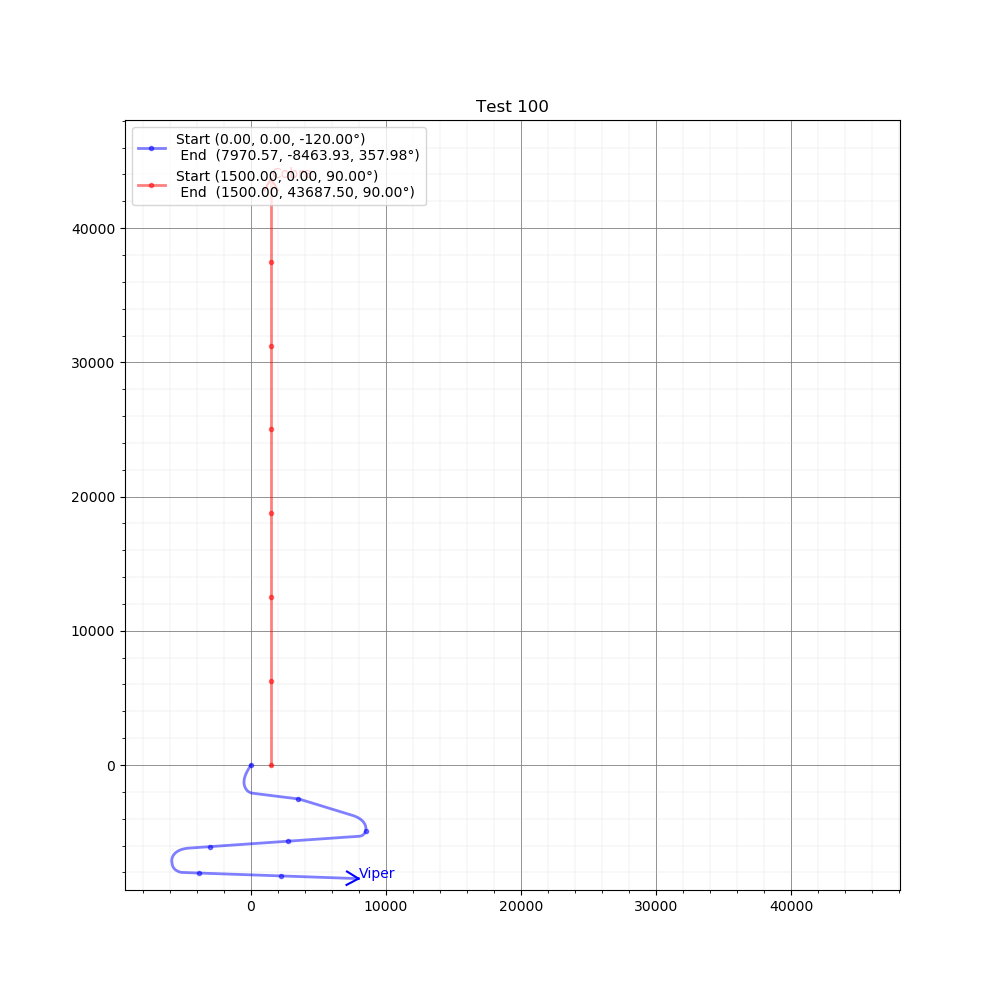 Test 100
Start (0.00, 0.00, -120.00°)
End (7970.57, -8463.93, 357.98°)
Start (1500.00, 0.00, 90.00°)
End (1500.00, 43687.50, 90.00°)
40000
30000
20000
10000
0
Viper
0 10000 20000 30000 40000